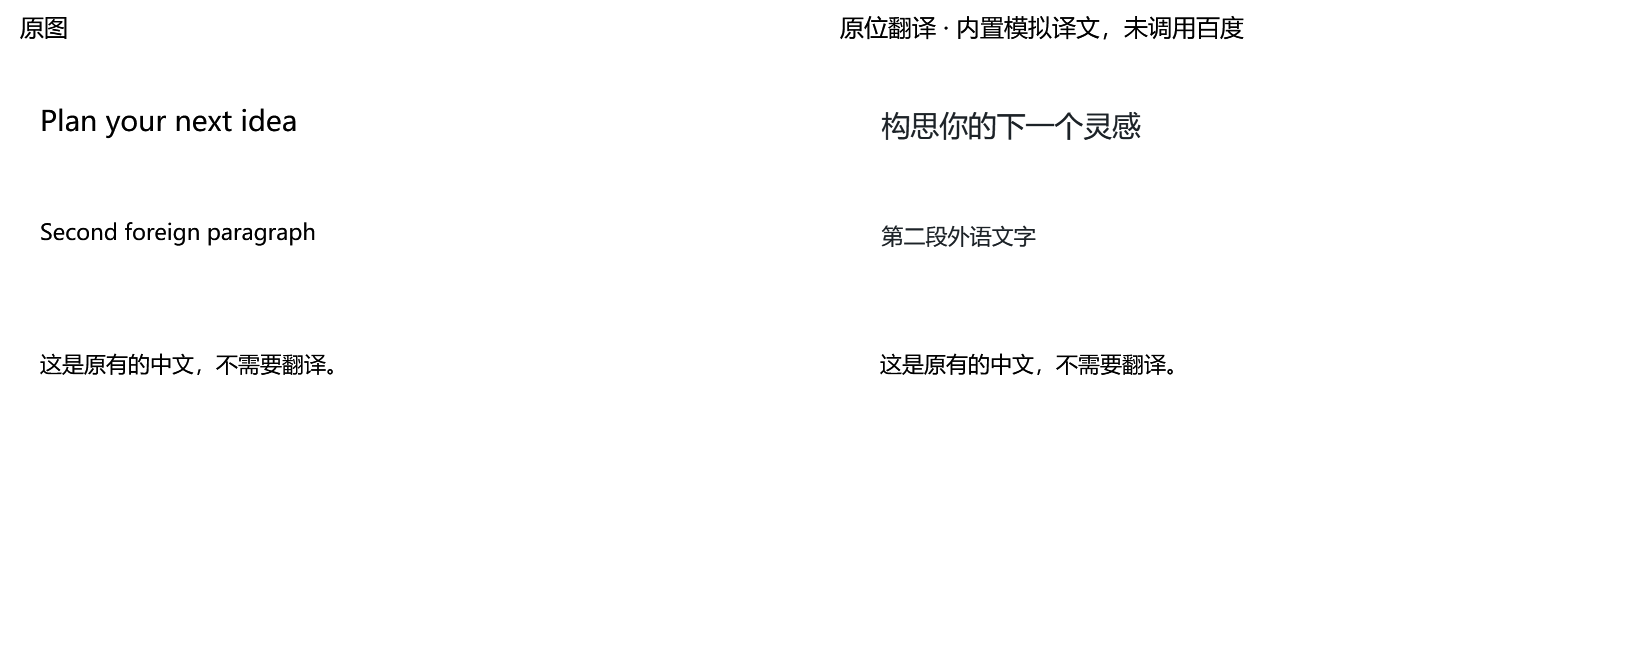 原图
Plan your next idea
Second foreign paragraph
这是原有的中文，不需要翻译。
原位翻译 · 内置模拟译文，未调用百度
构思你的下一个灵感
第二段外语文字
这是原有的中文，不需要翻译。